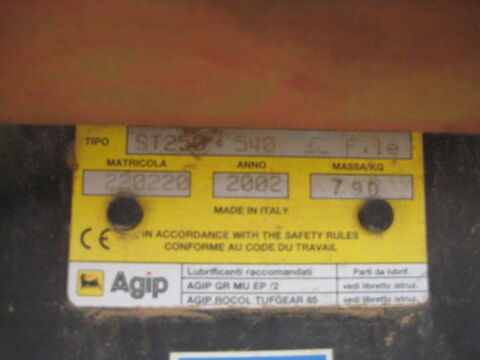 TIPO ST250 540 File
MATRICOLA ANNO MASSA/KG
220220 2002 790
MADE IN ITALY
CE IN ACCORDANCE WITH THE SAFETY RULES
CONFORME AU CODE DU TRAVAIL
Agip
Lubrificanti raccomandati Parti da lubrif.
AGIP GR MU EP /2 vedi libretto istruz.
AGIP ROCOL TUFGEAR 85 vedi libretto istruz.